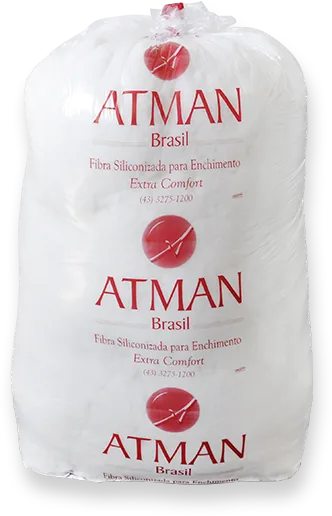 ATMAN
Brasil
Fibra Siliconizada para Enchimento
Extra Comfort
(43) 3275-1200
ATMAN
Brasil
Fibra Siliconizada para Enchimento
Extra Comfort
(43) 3275-1200
ATMAN
Brasil
Fibra Siliconizada para Enchimento